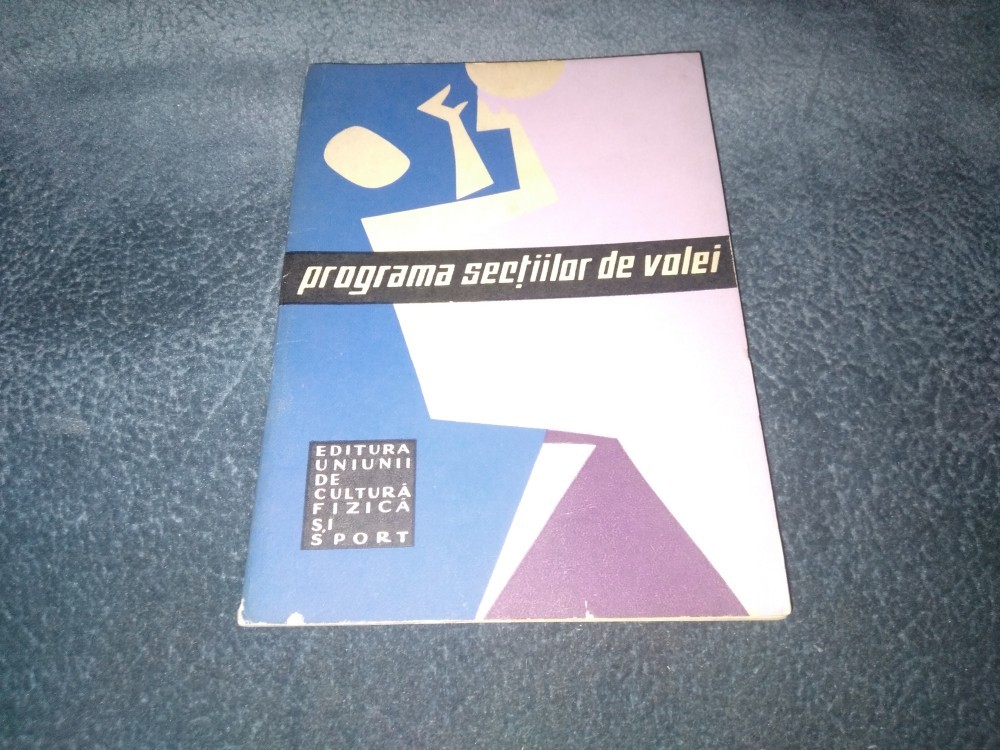 programa secțiilor de volei
EDITURA
UNIUNII
DE
CULTURĂ
FIZICĂ
ȘI
SPORT